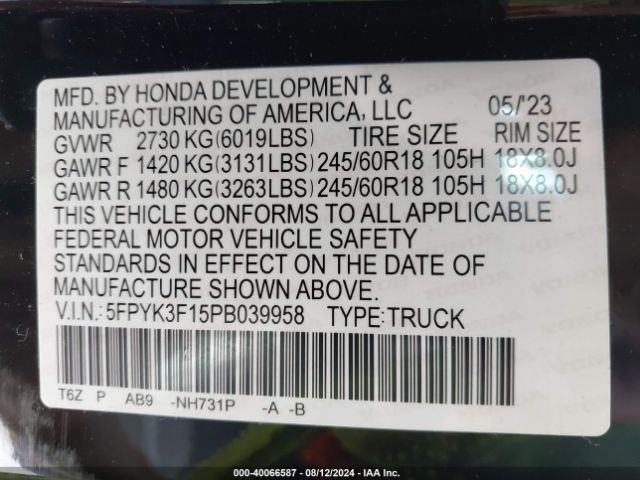 MFD. BY HONDA DEVELOPMENT &
MANUFACTURING OF AMERICA, LLC 05/'23
GVWR 2730 KG(6019LBS) TIRE SIZE RIM SIZE
GAWR F 1420 KG(3131LBS) 245/60R18 105H 18X8.0J
GAWR R 1480 KG(3263LBS) 245/60R18 105H 18X8.0J
THIS VEHICLE CONFORMS TO ALL APPLICABLE
FEDERAL MOTOR VEHICLE SAFETY
STANDARDS IN EFFECT ON THE DATE OF
MANUFACTURE SHOWN ABOVE.
V.I.N.: 5FPYK3F15PB039958 TYPE: TRUCK
T6Z P AB9 -NH731P -A -B
000-40066587 - 08/12/2024 - IAA Inc.